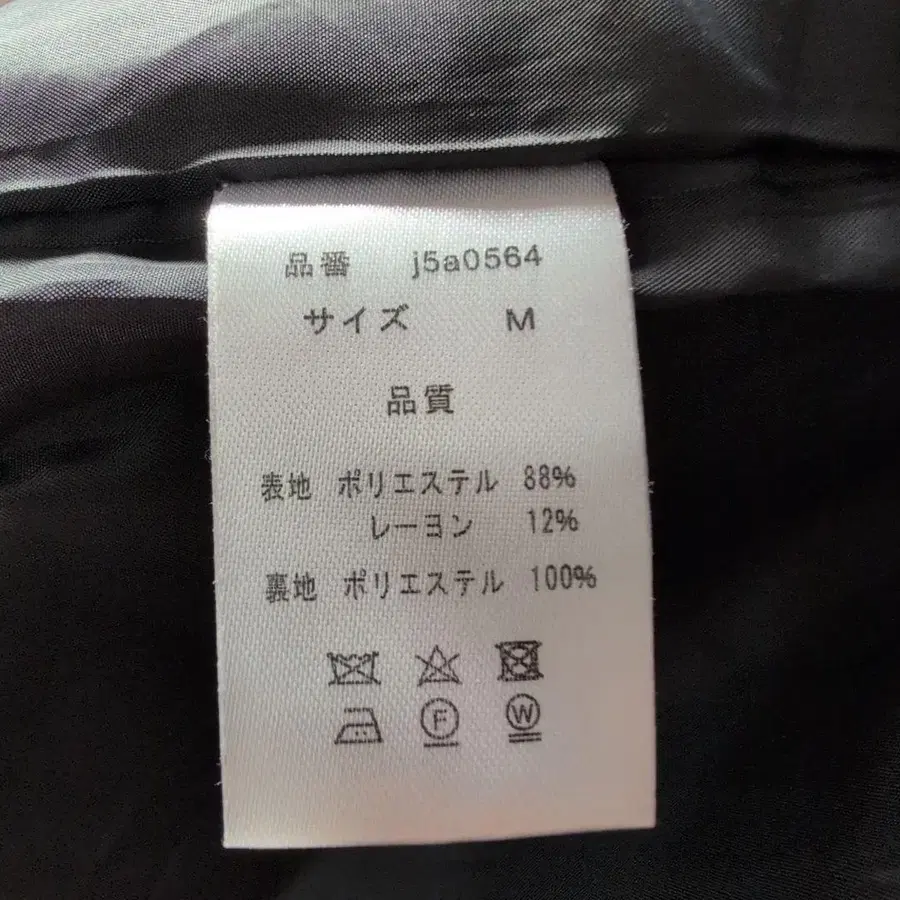 品番 j5a0564
サイズ M
品質
表地 ポリエステル 88%
レーヨン 12%
裏地 ポリエステル 100%
F W